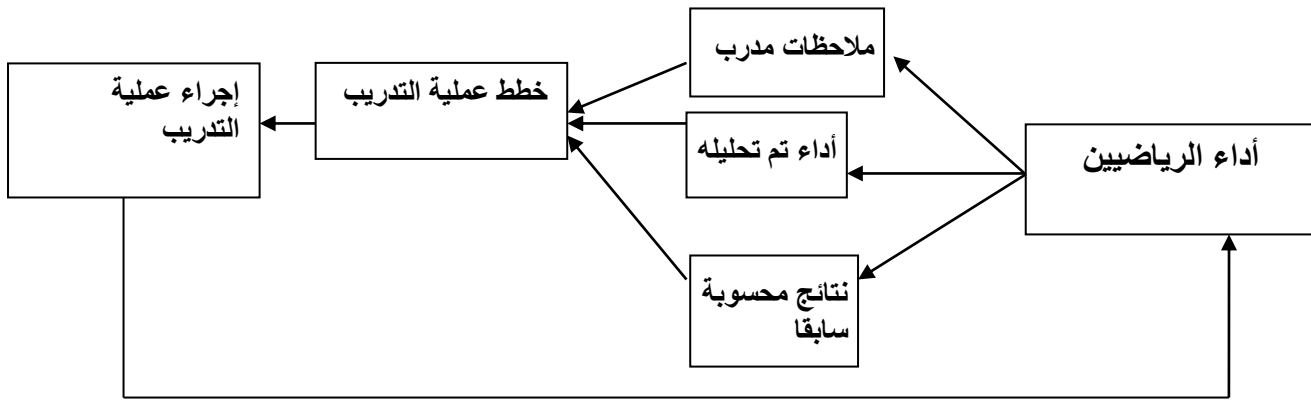 ملاحظات مدرب
أداء الرياضيين
أداء تم تحليله
نتائج محسوبة
سابقا
خطط عملية التدريب
إجراء عملية
التدريب